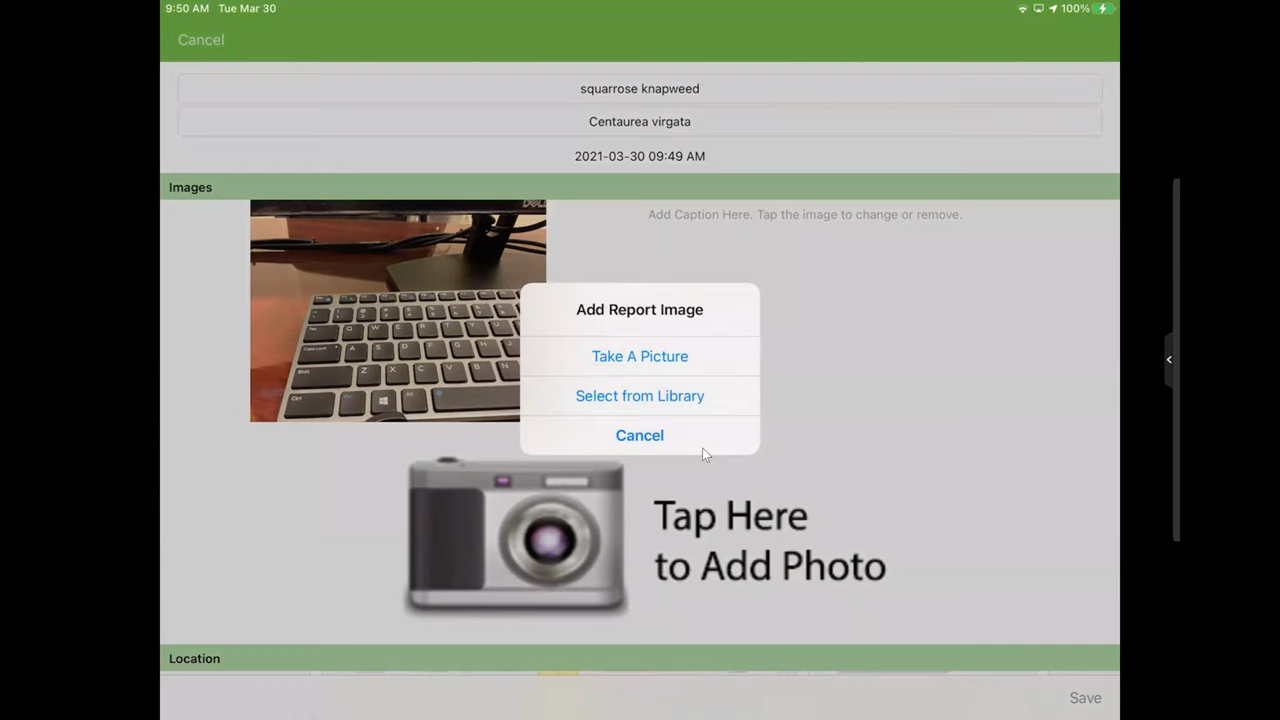 9:50 AM Tue Mar 30
100%
Cancel
squarrose knapweed
Centaurea virgata
2021-03-30 09:49 AM
Images
Add Caption Here. Tap the image to change or remove.
Add Report Image
Take A Picture
Select from Library
Cancel
Tap Here
to Add Photo
Location
Save